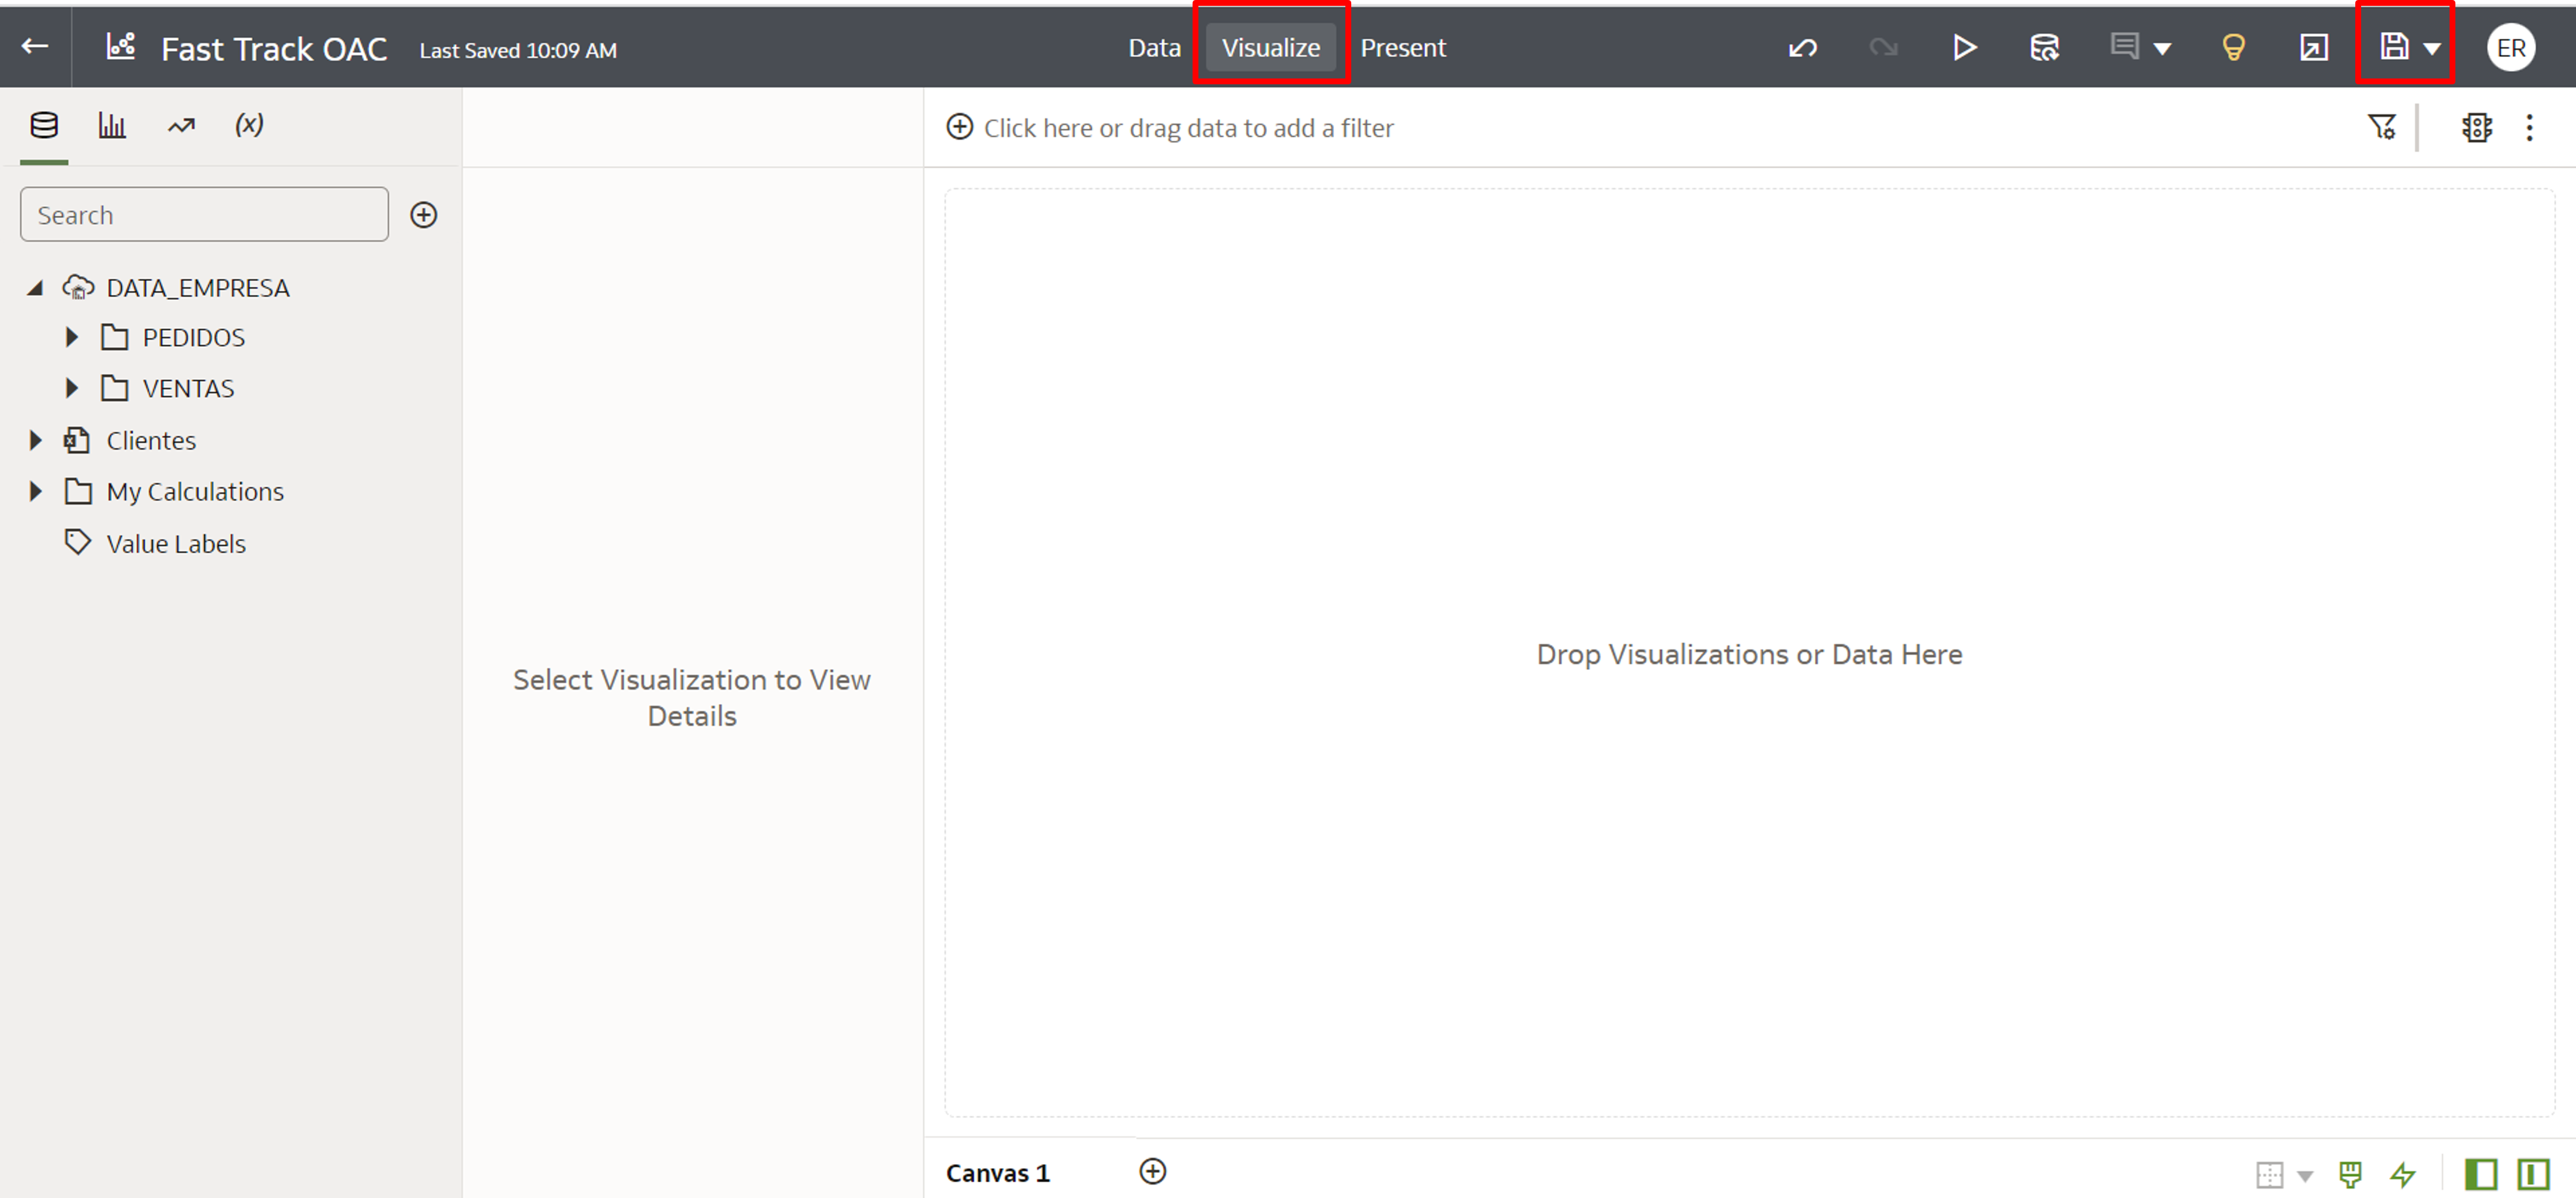 Fast Track OAC Last Saved 10:09 AM Data Visualize Present ER
(x)
Click here or drag data to add a filter
Search
DATA_EMPRESA
PEDIDOS
VENTAS
Clientes
My Calculations
Value Labels
Select Visualization to View
Details
Drop Visualizations or Data Here
Canvas 1